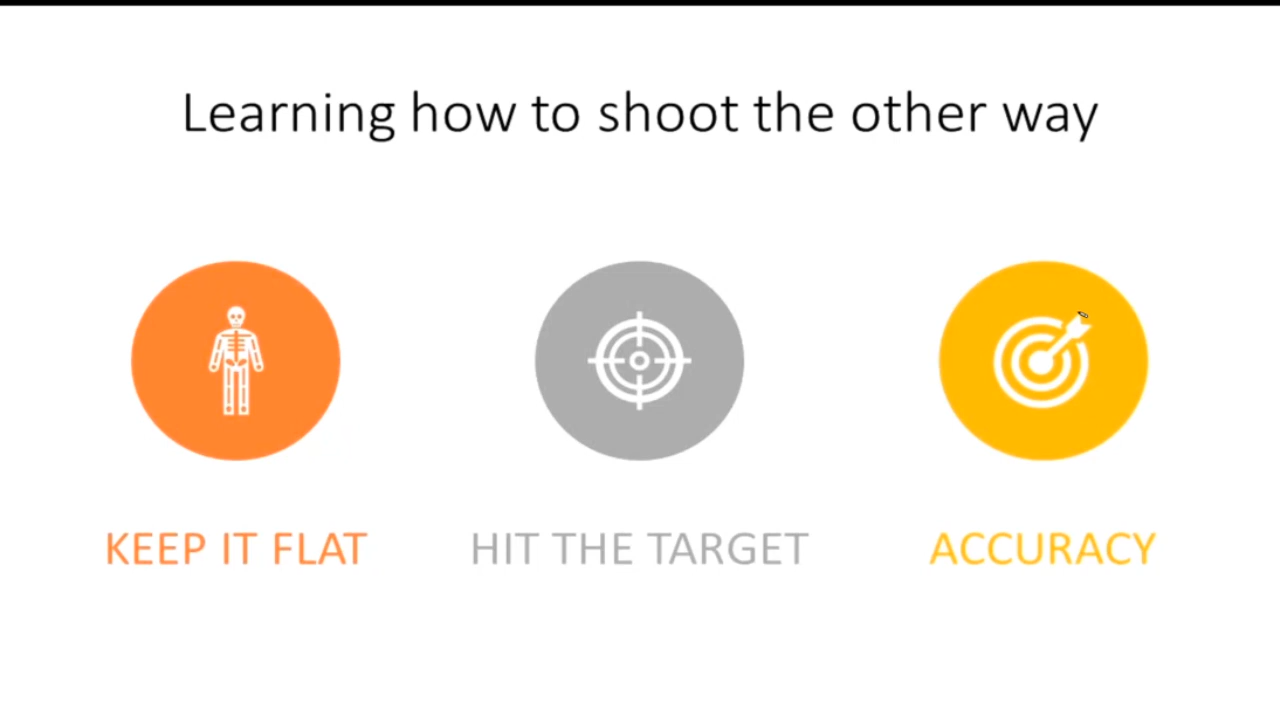 Learning how to shoot the other way
KEEP IT FLAT
HIT THE TARGET
ACCURACY